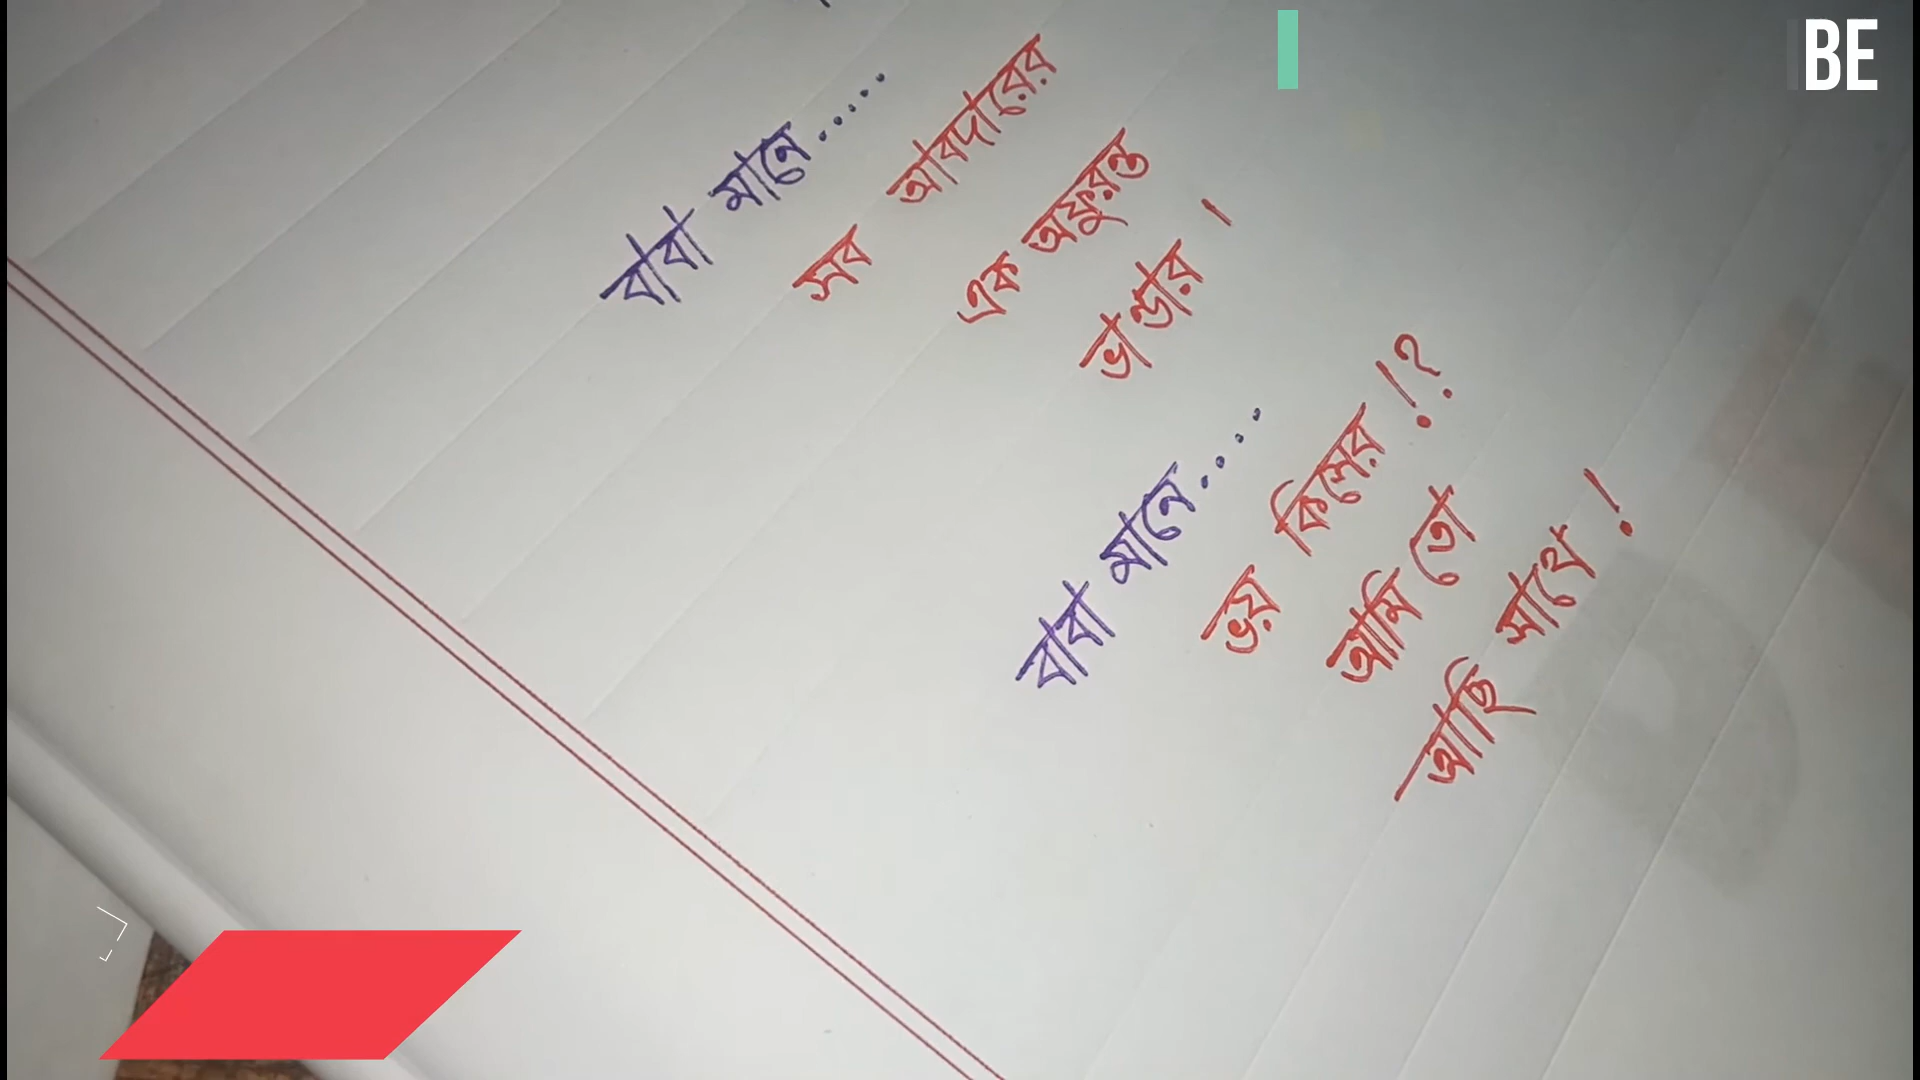 BE
বাবা মানে.....
সব আবদারের
এক অফুরন্ত
ভাণ্ডার ।
বাবা মানে....
ভয় কিসের !?
আমি তো
আছি সাথে !